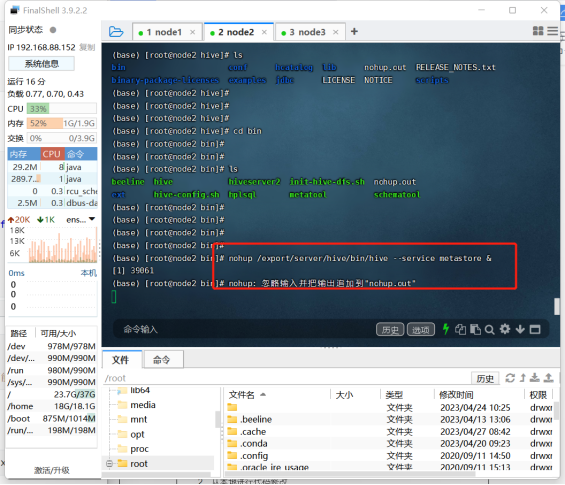 FinalShell 3.9.2.2
同步状态
IP 192.168.88.152 复制
系统信息
运行 16 分
负载 0.77, 0.70, 0.43
CPU 33%
内存 52% 1G/1.9G
交换 0% 0/3.9G
内存 CPU 命令
29.2M 8 java
289.7... 1 java
0 0.3 rcu_sche
2.5M 0.3 dbus-da
20K 1K ens...
18K
13K
6K
0ms 本机
0
0
0
路径 可用/大小
/dev 978M/978M
/dev/... 990M/990M
/run 980M/990M
/sys/... 990M/990M
/ 23.7G/37G
/home 18G/18.1G
/boot 875M/1014M
/run/... 198M/198M
激活/升级
1 node1
2 node2
3 node3
(base) [root@node2 hive]# ls
bin conf hcatalog lib nohup.out RELEASE_NOTES.txt
binary-package-licenses examples jdbc LICENSE NOTICE scripts
(base) [root@node2 hive]#
(base) [root@node2 hive]#
(base) [root@node2 hive]#
(base) [root@node2 hive]# cd bin
(base) [root@node2 bin]#
(base) [root@node2 bin]#
(base) [root@node2 bin]# ls
beeline hive hiveserver2 init-hive-dfs.sh nohup.out
ext hive-config.sh hplsql metatool schematool
(base) [root@node2 bin]#
(base) [root@node2 bin]#
(base) [root@node2 bin]#
(base) [root@node2 bin]#
(base) [root@node2 bin]# nohup /export/server/hive/bin/hive --service metastore &
[1] 39061
(base) [root@node2 bin]# nohup: 忽略输入并把输出追加到"nohup.out"
命令输入 历史 选项
文件 命令
/root 历史
lib64
media
mnt
opt
proc
root
文件名 大小 类型 修改时间 权限
文件夹 2023/04/24 10:25 drwxr
.beeline 文件夹 2023/04/13 13:06 drwxr
.cache 文件夹 2023/04/27 08:42 drwxr
.conda 文件夹 2023/04/20 09:23 drwxr
.config 文件夹 2020/09/11 14:50 drwxr
.oracle_jre_usage 文件夹 2020/09/11 15:13 drwxr